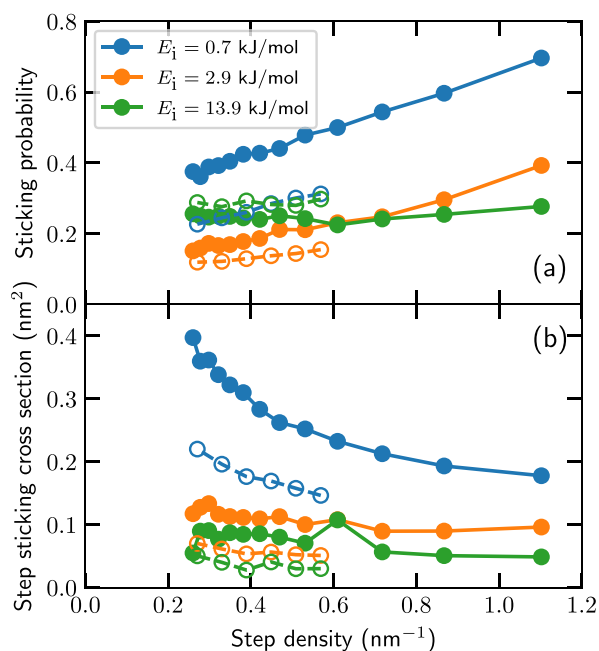 0.8
0.6
0.4
0.2
0.0
Sticking probability
E_i = 0.7 kJ/mol
E_i = 2.9 kJ/mol
E_i = 13.9 kJ/mol
(a)
0.4
0.3
0.2
0.1
0.0
Step sticking cross section (nm²)
(b)
0.0 0.2 0.4 0.6 0.8 1.0 1.2
Step density (nm⁻¹)